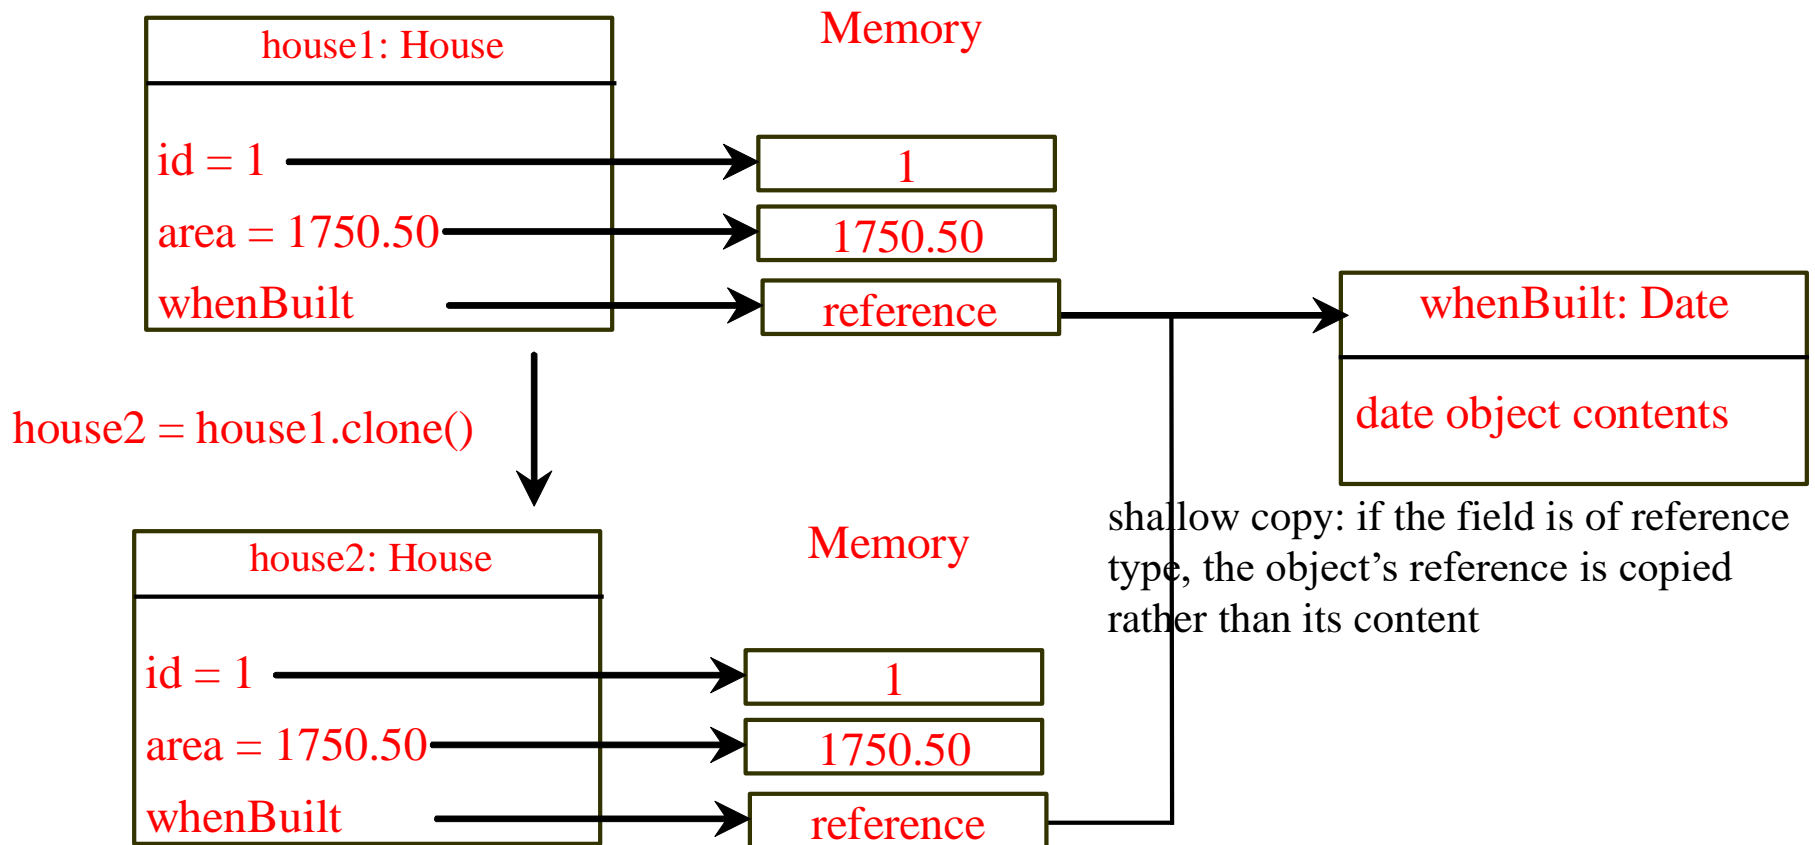 house1: House
Memory
id = 1
1
area = 1750.50
1750.50
whenBuilt
reference
whenBuilt: Date
date object contents
house2 = house1.clone()
shallow copy: if the field is of reference
type, the object’s reference is copied
rather than its content
house2: House
Memory
id = 1
1
area = 1750.50
1750.50
whenBuilt
reference